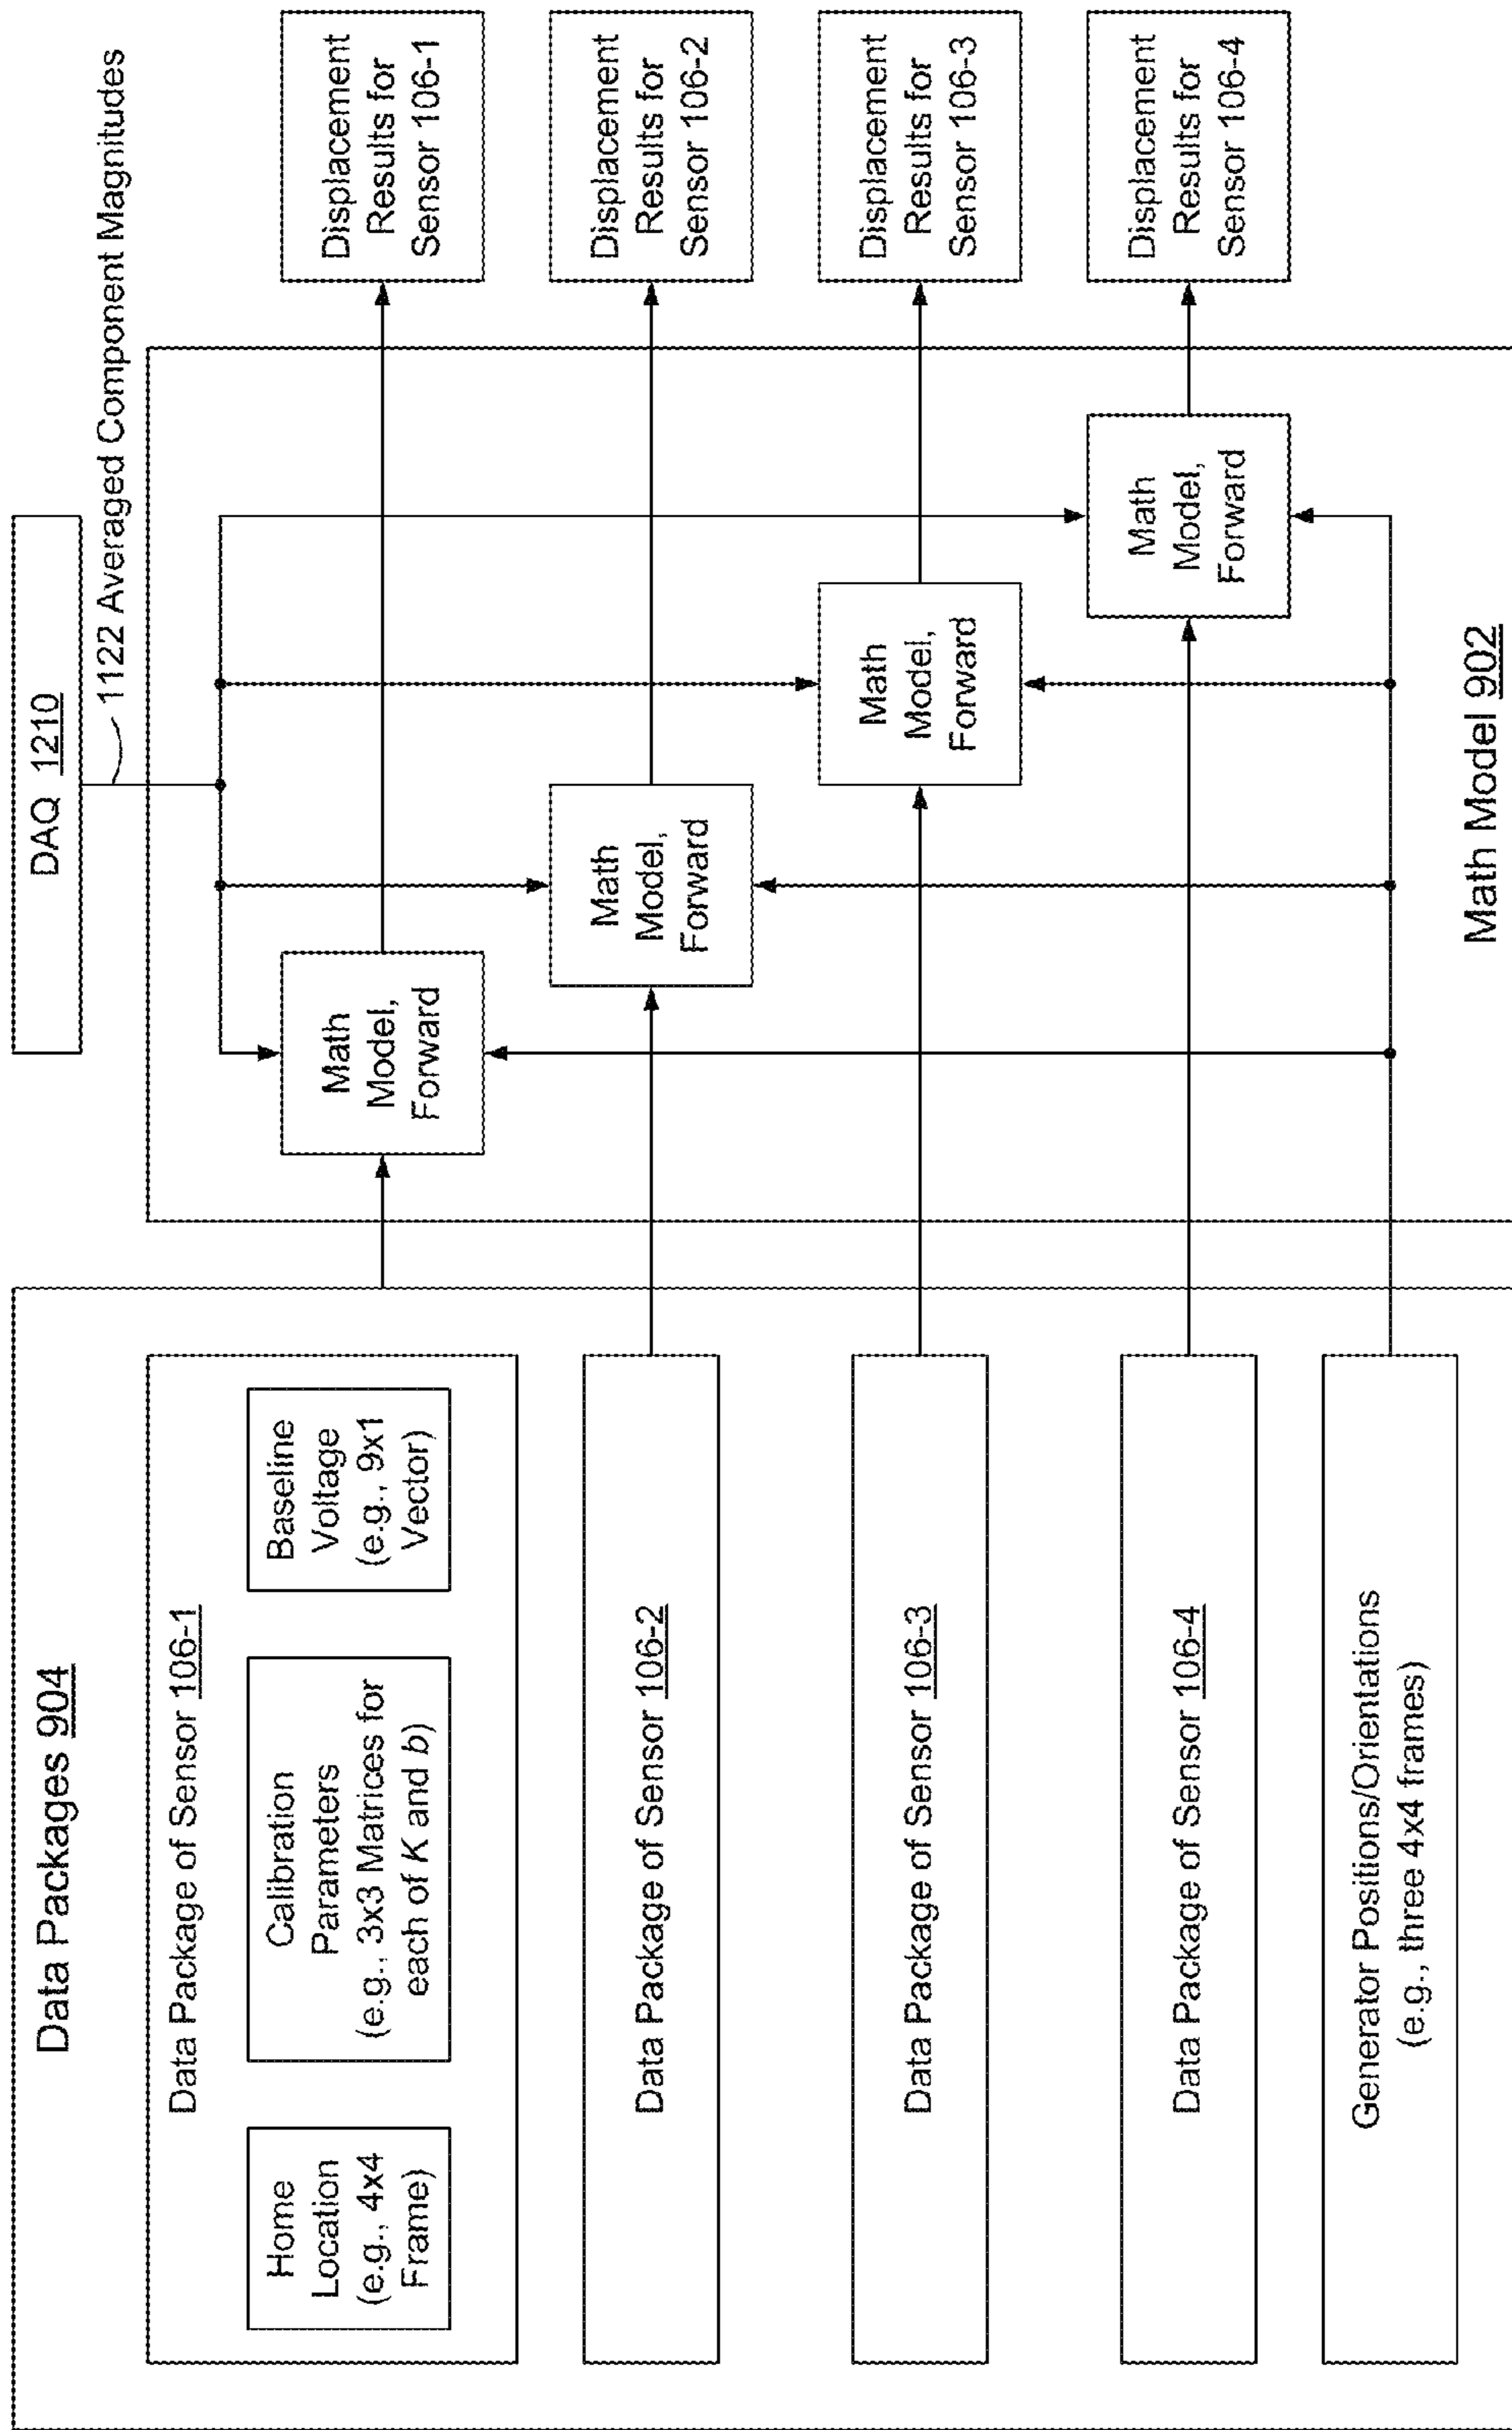 Data Packages 904
Data Package of Sensor 106-1
Home
Location
(e.g., 4x4
Frame)
Calibration
Parameters
(e.g., 3x3 Matrices for
each of K and b)
Baseline
Voltage
(e.g., 9x1
Vector)
Data Package of Sensor 106-2
Data Package of Sensor 106-3
Data Package of Sensor 106-4
Generator Positions/Orientations
(e.g., three 4x4 frames)
DAQ 1210
1122 Averaged Component Magnitudes
Math
Model,
Forward
Math
Model,
Forward
Math
Model,
Forward
Math
Model,
Forward
Math Model 902
Displacement
Results for
Sensor 106-1
Displacement
Results for
Sensor 106-2
Displacement
Results for
Sensor 106-3
Displacement
Results for
Sensor 106-4